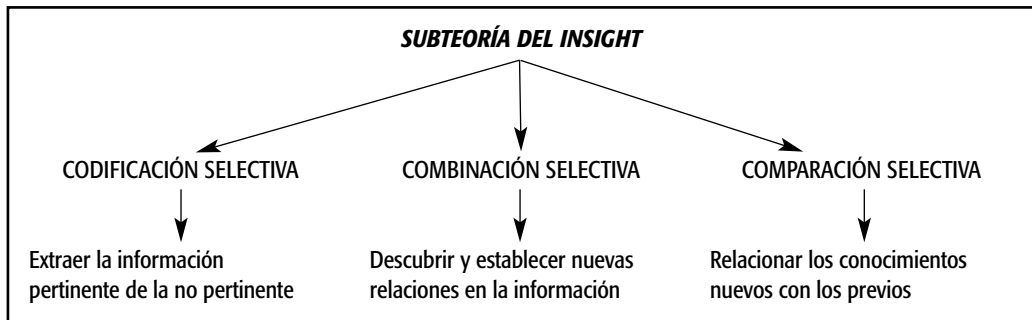 SUBTEORÍA DEL INSIGHT
CODIFICACIÓN SELECTIVA
COMBINACIÓN SELECTIVA
COMPARACIÓN SELECTIVA
Extraer la información
pertinente de la no pertinente
Descubrir y establecer nuevas
relaciones en la información
Relacionar los conocimientos
nuevos con los previos